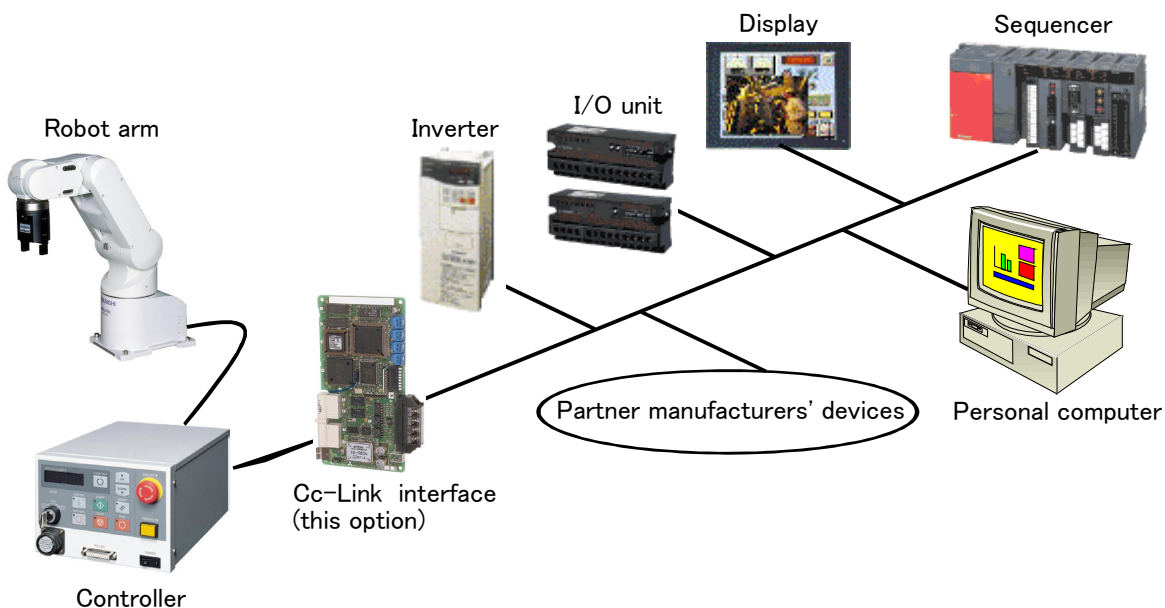 Display
Sequencer
I/O unit
Robot arm
Inverter
Partner manufacturers' devices
Personal computer
Cc-Link interface
(this option)
Controller